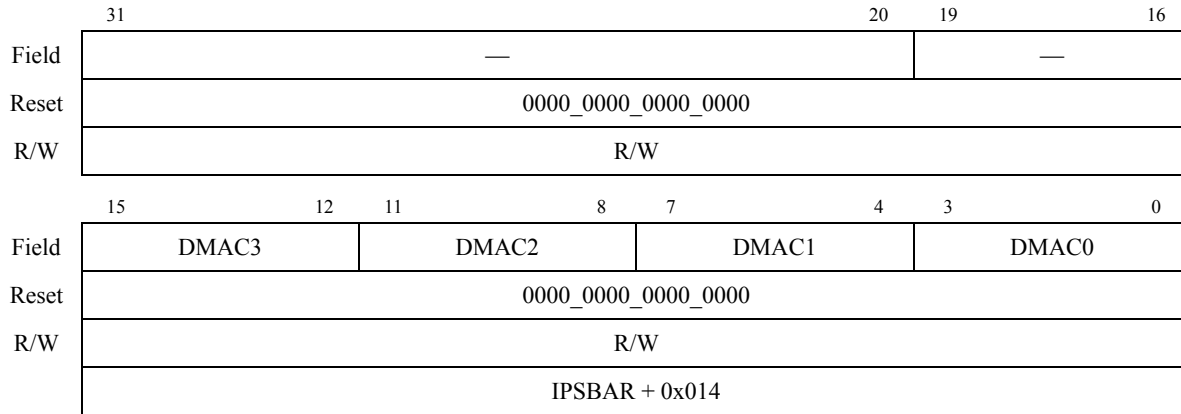 31 20 19 16
Field — —
Reset 0000_0000_0000_0000
R/W R/W
15 12 11 8 7 4 3 0
Field DMAC3 DMAC2 DMAC1 DMAC0
Reset 0000_0000_0000_0000
R/W R/W
IPSBAR + 0x014